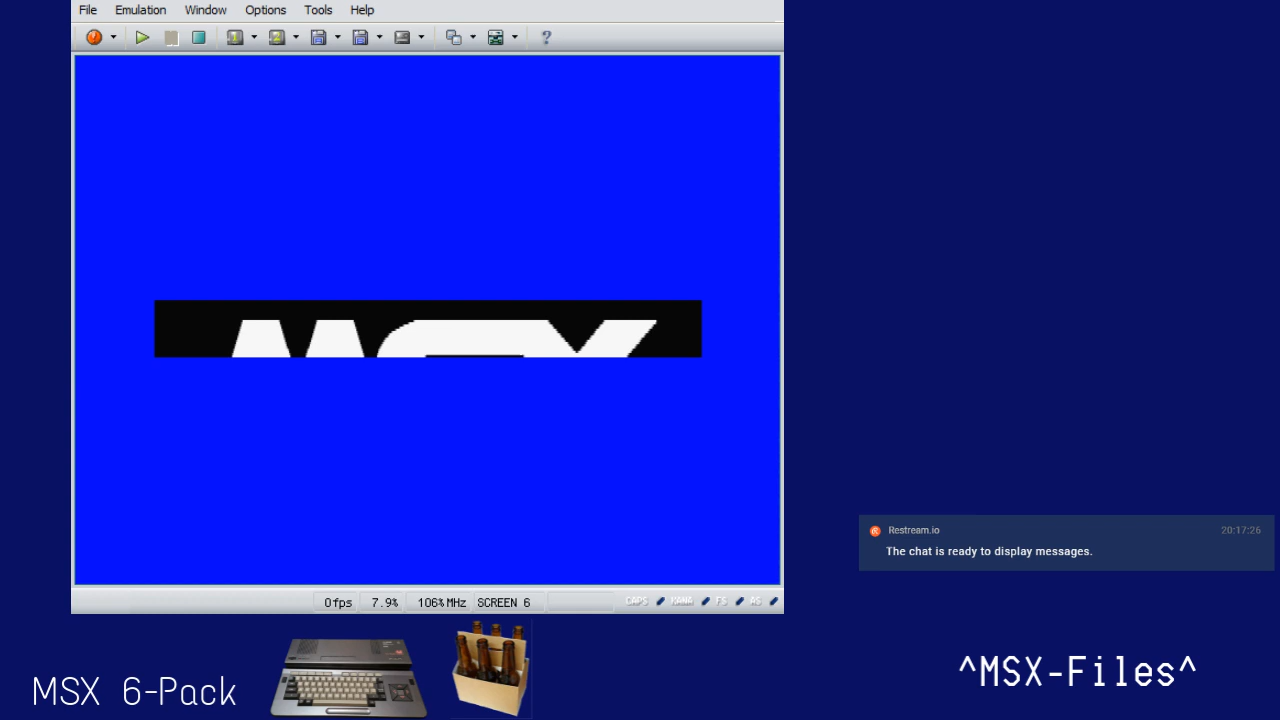 File Emulation Window Options Tools Help
MSX
Restream.io 20:17:26
The chat is ready to display messages.
0fps 7.9% 106%MHz SCREEN 6 CAPS KANA FS AS
MSX 6-Pack
^MSX-Files^